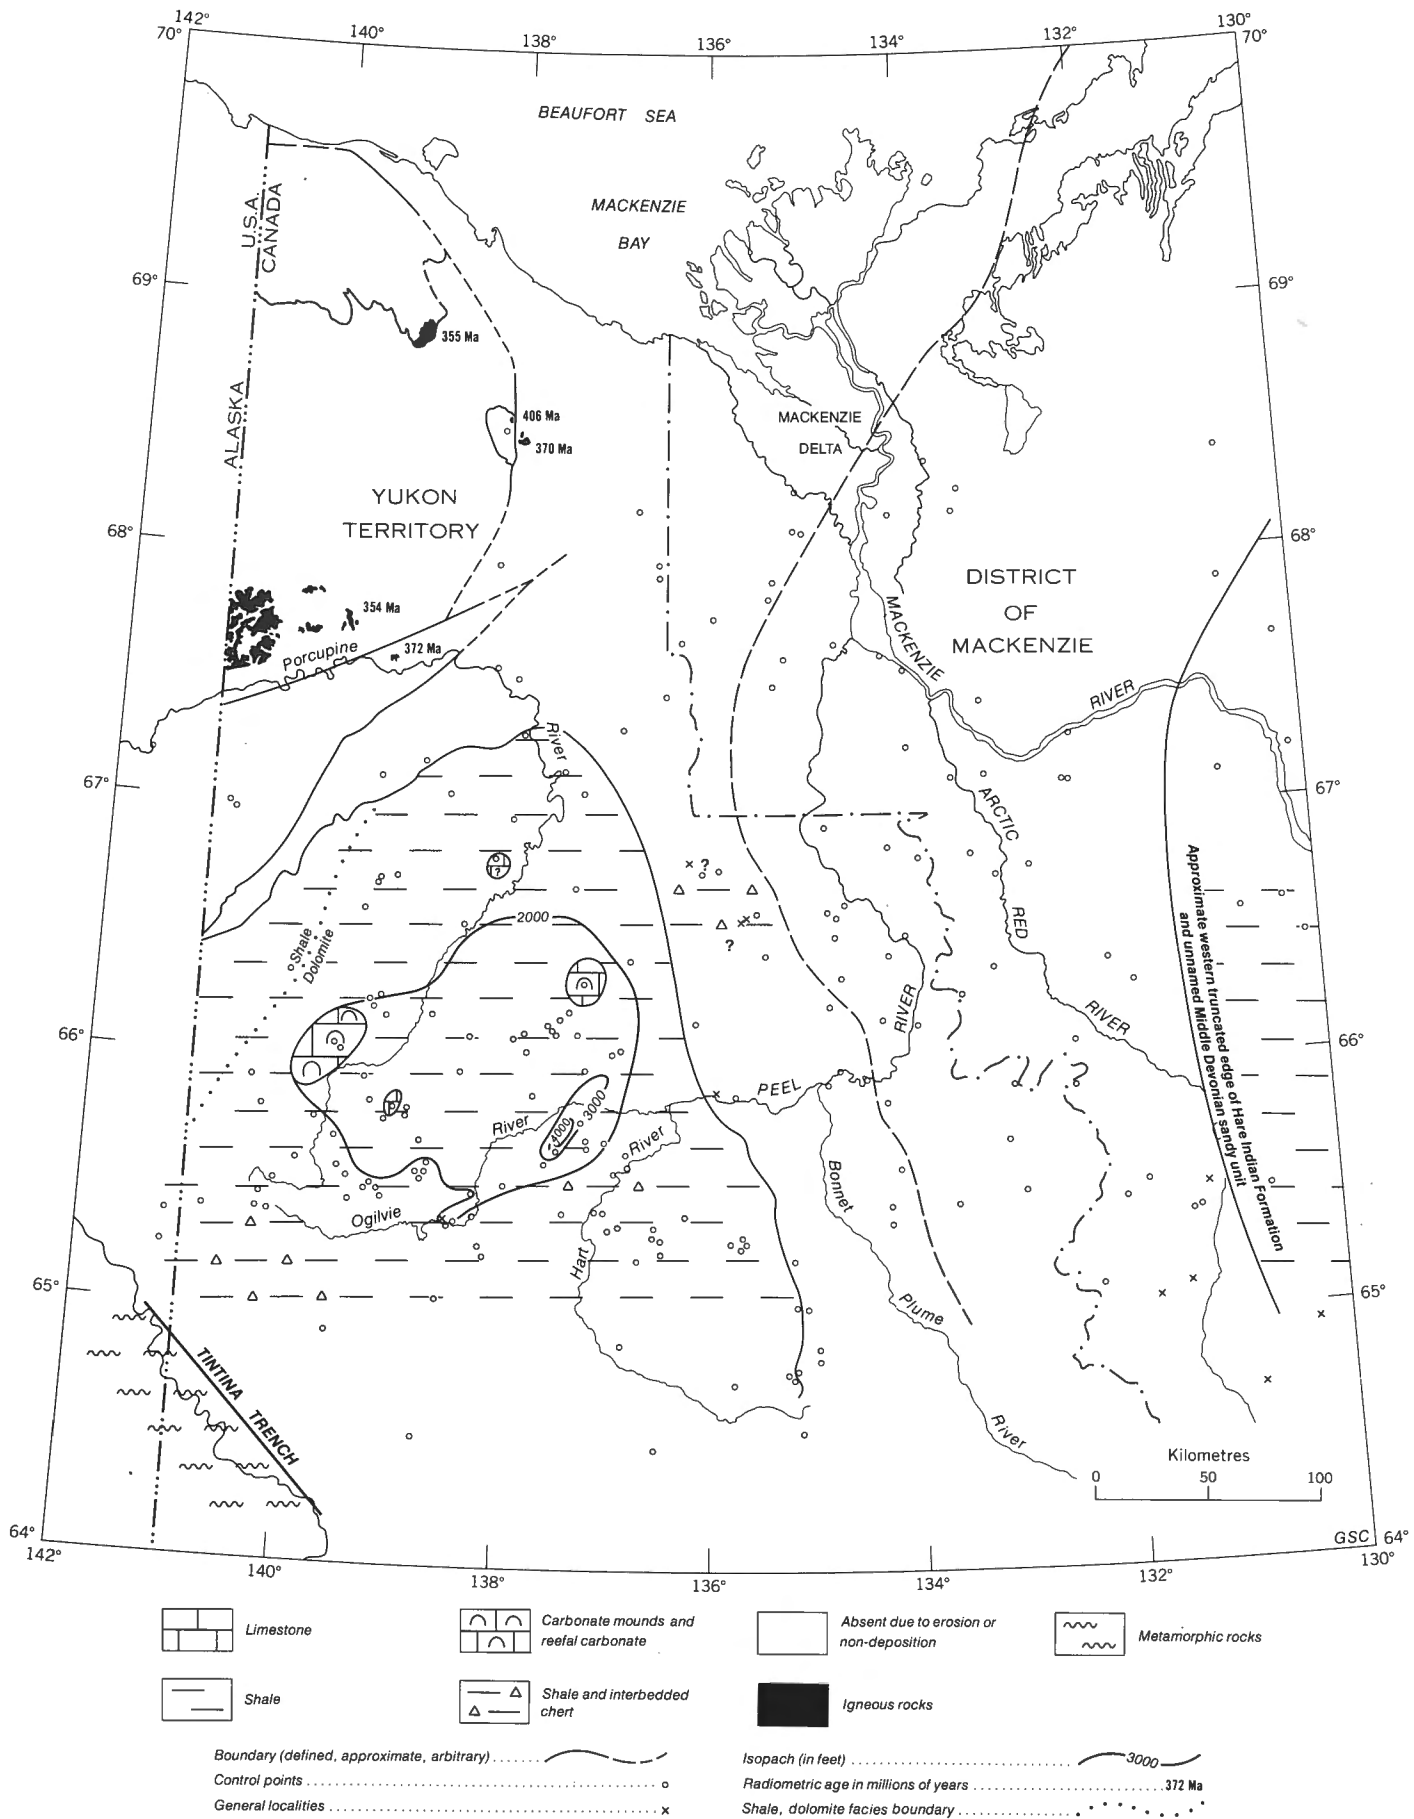 142°
140°
138°
136°
134°
132°
130°
70°
70°
BEAUFORT SEA
MACKENZIE
BAY
U.S.A.
CANADA
69°
69°
355 Ma
ALASKA
406 Ma
370 Ma
MACKENZIE
DELTA
YUKON
TERRITORY
68°
68°
DISTRICT
OF
MACKENZIE
354 Ma
372 Ma
Porcupine
River
MACKENZIE
RIVER
67°
67°
ARCTIC
RED
RIVER
?
?
?
2000
Shale
Dolomite
Approximate western truncated edge of Hare Indian Formation
and unnamed Middle Devonian sandy unit
66°
66°
PEEL
RIVER
? ! ?
?
River
3000
4000
River
Hart
Ogilvie
Bonnet
Plume
River
65°
65°
TINTINA TRENCH
Kilometres
0 50 100
GSC
64°
64°
142°
140°
138°
136°
134°
132°
130°
Limestone
Carbonate mounds and
reefal carbonate
Absent due to erosion or
non-deposition
Metamorphic rocks
Shale
Shale and interbedded
chert
Igneous rocks
Boundary (defined, approximate, arbitrary)
Control points
General localities
Isopach (in feet) 3000
Radiometric age in millions of years 372 Ma
Shale, dolomite facies boundary